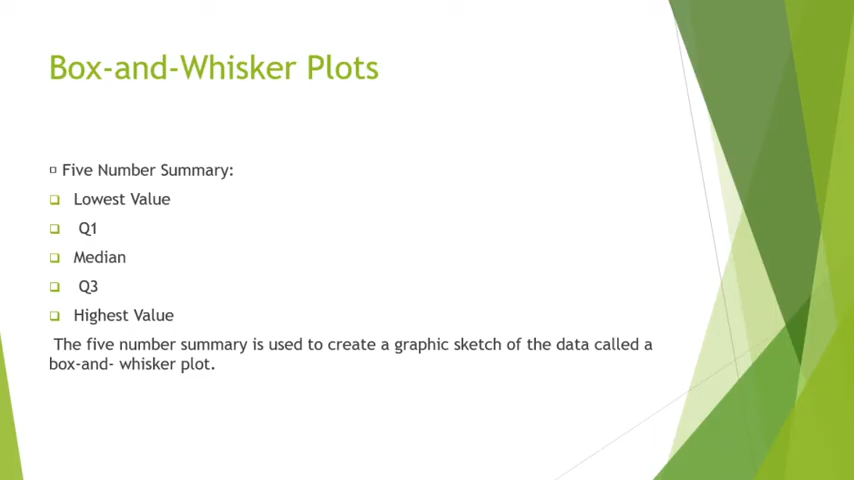 Box-and-Whisker Plots
Five Number Summary:
Lowest Value
Q1
Median
Q3
Highest Value
The five number summary is used to create a graphic sketch of the data called a
box-and- whisker plot.